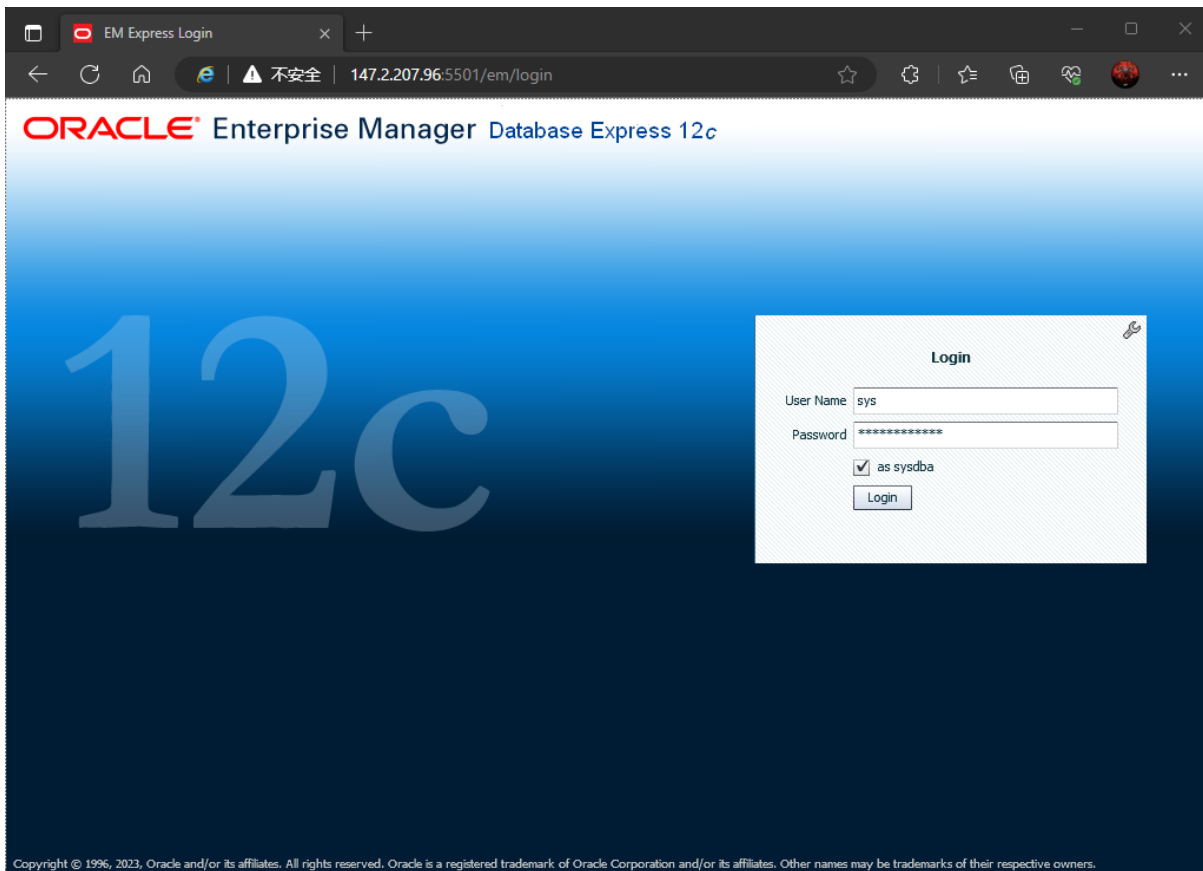 EM Express Login
不安全 147.2.207.96:5501/em/login
ORACLE® Enterprise Manager Database Express 12c
12c
Login
User Name sys
Password ************
as sysdba
Login
Copyright © 1996, 2023, Oracle and/or its affiliates. All rights reserved. Oracle is a registered trademark of Oracle Corporation and/or its affiliates. Other names may be trademarks of their respective owners.